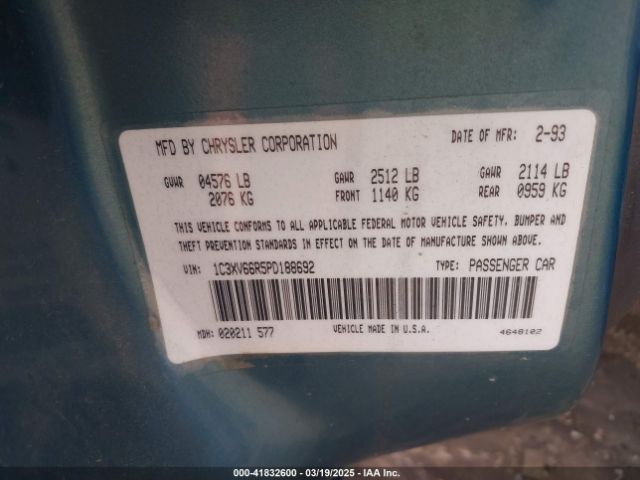 MFD BY CHRYSLER CORPORATION DATE OF MFR: 2-93
GVWR 04576 LB GAWR 2512 LB GAWR 2114 LB
2076 KG FRONT 1140 KG REAR 0959 KG
THIS VEHICLE CONFORMS TO ALL APPLICABLE FEDERAL MOTOR VEHICLE SAFETY, BUMPER AND
THEFT PREVENTION STANDARDS IN EFFECT ON THE DATE OF MANUFACTURE SHOWN ABOVE.
VIN: 1C3XV66R5PD188692 TYPE: PASSENGER CAR
MDH: 020211 577 VEHICLE MADE IN U.S.A. 4648102
000-41832600 - 03/19/2025 - IAA Inc.